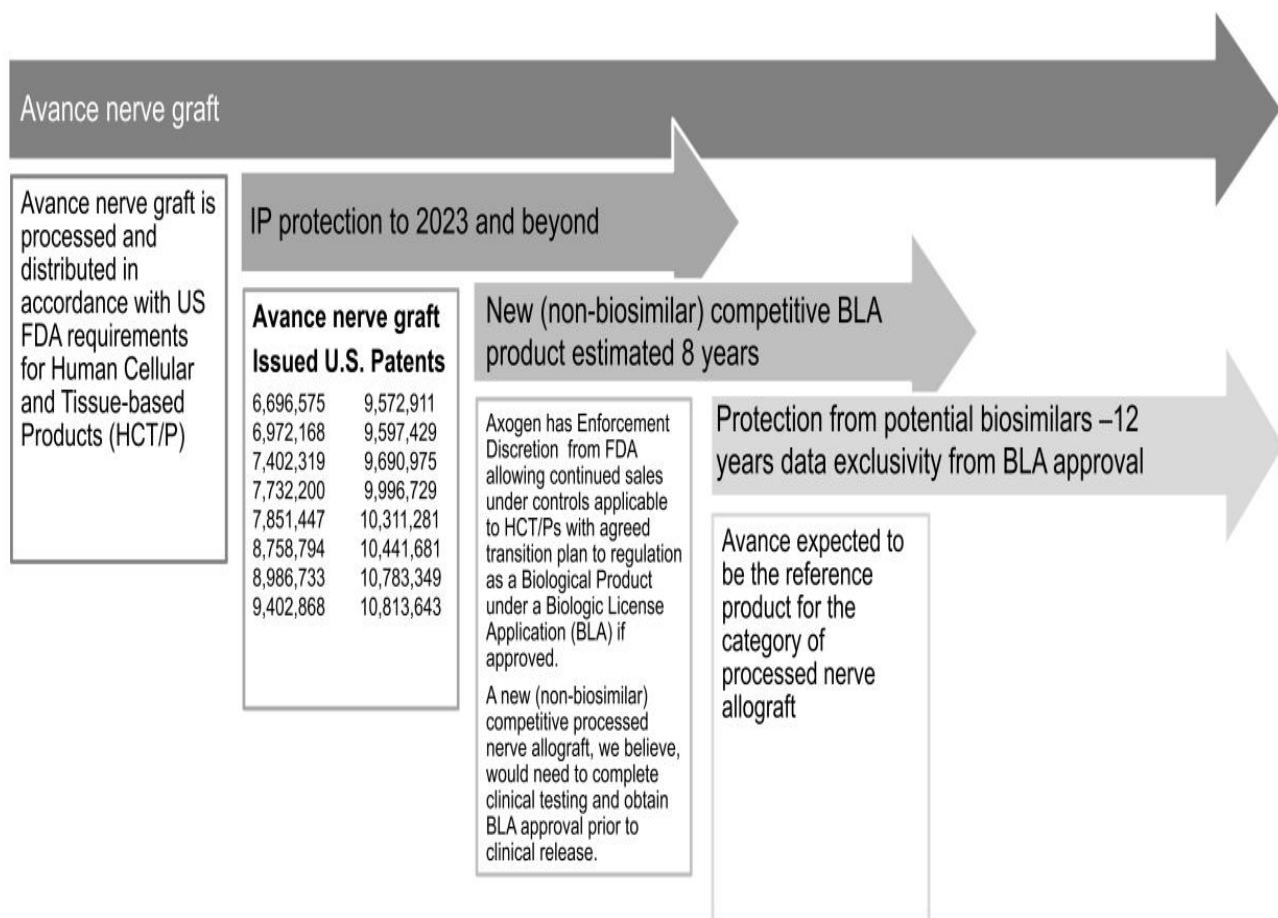 Avance nerve graft
Avance nerve graft is
processed and
distributed in
accordance with US
FDA requirements
for Human Cellular
and Tissue-based
Products (HCT/P)
IP protection to 2023 and beyond
Avance nerve graft
Issued U.S. Patents
6,696,575 9,572,911
6,972,168 9,597,429
7,402,319 9,690,975
7,732,200 9,996,729
7,851,447 10,311,281
8,758,794 10,441,681
8,986,733 10,783,349
9,402,868 10,813,643
New (non-biosimilar) competitive BLA
product estimated 8 years
Axogen has Enforcement
Discretion from FDA
allowing continued sales
under controls applicable
to HCT/Ps with agreed
transition plan to regulation
as a Biological Product
under a Biologic License
Application (BLA) if
approved.
A new (non-biosimilar)
competitive processed
nerve allograft, we believe,
would need to complete
clinical testing and obtain
BLA approval prior to
clinical release.
Protection from potential biosimilars –12
years data exclusivity from BLA approval
Avance expected to
be the reference
product for the
category of
processed nerve
allograft